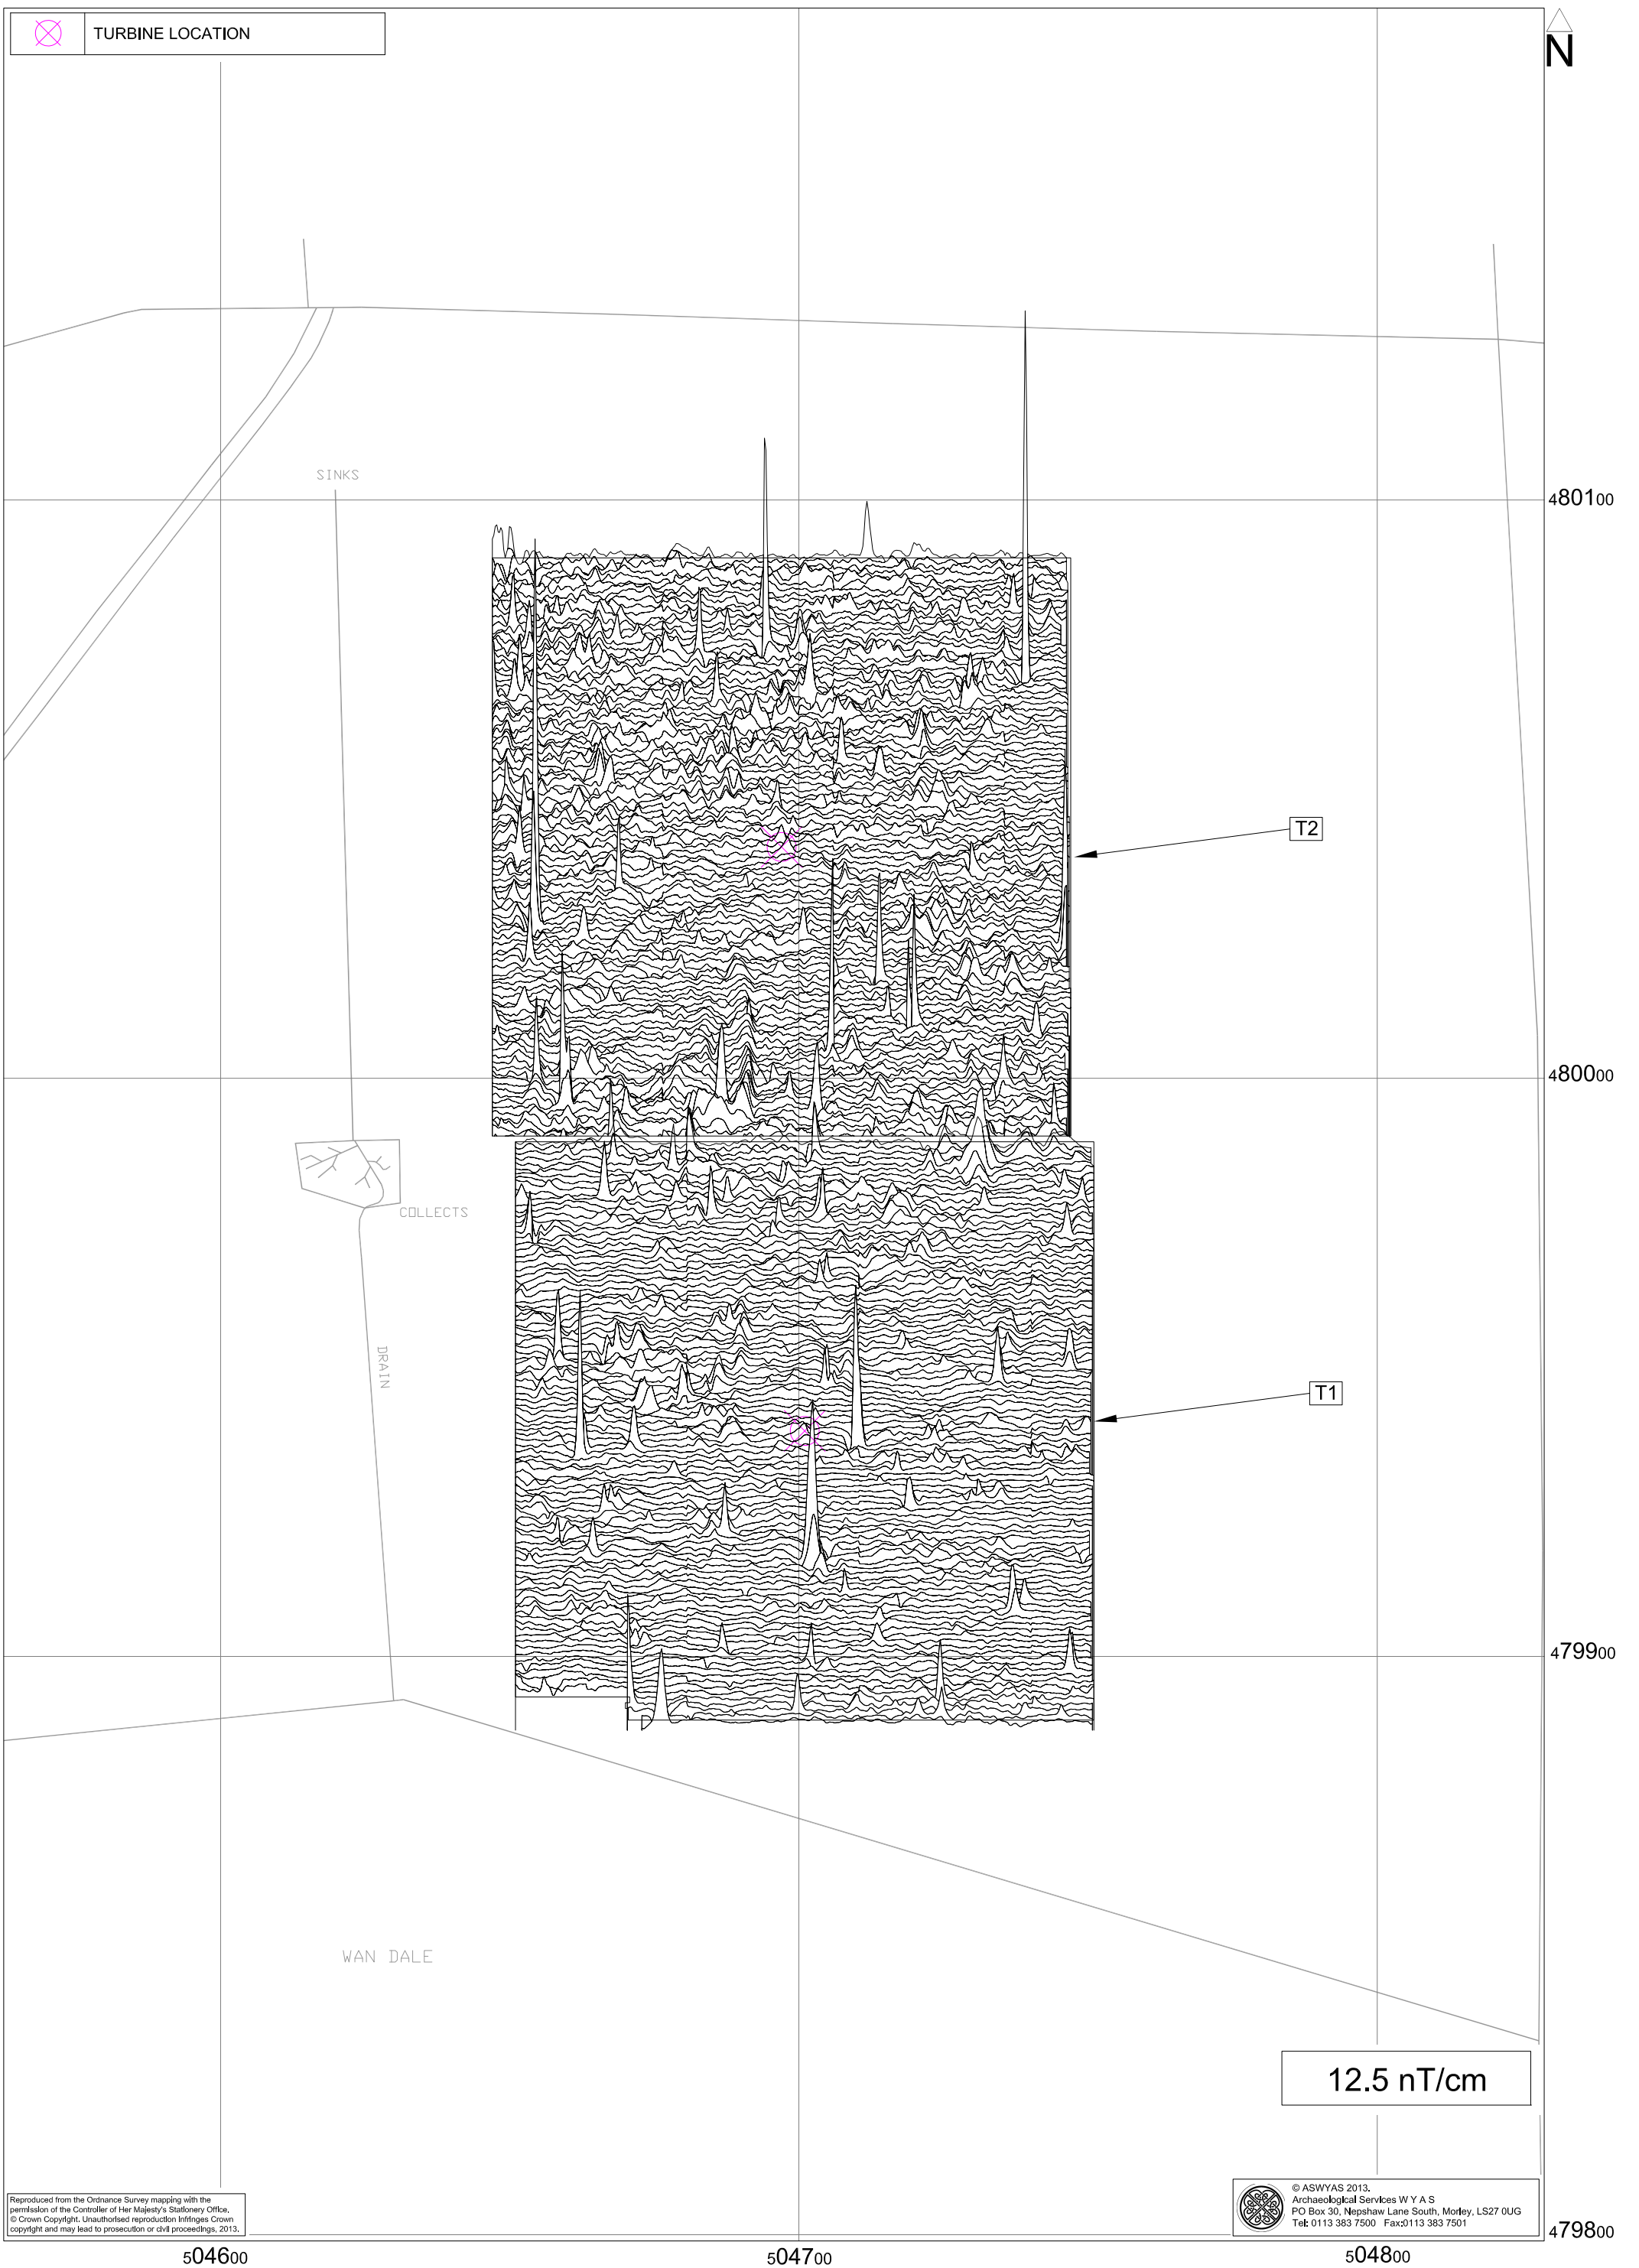 TURBINE LOCATION
N
SINKS
480100
T2
480000
COLLECTS
DRAIN
T1
479900
WAN DALE
12.5 nT/cm
Reproduced from the Ordnance Survey mapping with the
permission of the Controller of Her Majesty's Stationery Office,
© Crown Copyright. Unauthorised reproduction infringes Crown
copyright and may lead to prosecution or civil proceedings, 2013.
© ASWYAS 2013.
Archaeological Services W Y A S
PO Box 30, Nepshaw Lane South, Morley, LS27 0UG
Tel: 0113 383 7500 Fax:0113 383 7501
479800
504600
504700
504800